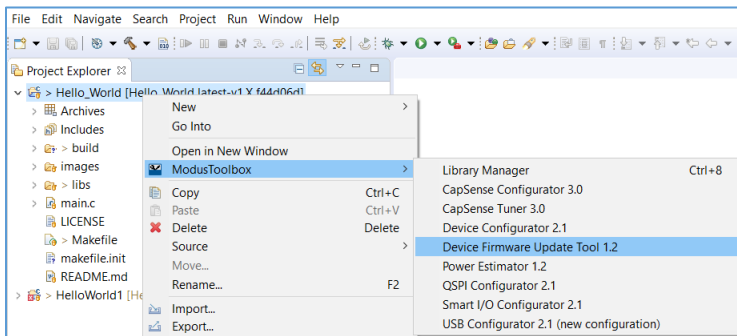 File Edit Navigate Search Project Run Window Help
Project Explorer
> Hello_World [Hello_World.latest-v1.X f44d06d]
Archives
Includes
> build
images
> libs
main.c
LICENSE
> Makefile
makefile.init
README.md
> HelloWorld1 [He
New
Go Into
Open in New Window
ModusToolbox
Copy Ctrl+C
Paste Ctrl+V
Delete Delete
Source
Move...
Rename... F2
Import...
Export...
Library Manager Ctrl+8
CapSense Configurator 3.0
CapSense Tuner 3.0
Device Configurator 2.1
Device Firmware Update Tool 1.2
Power Estimator 1.2
QSPI Configurator 2.1
Smart I/O Configurator 2.1
USB Configurator 2.1 (new configuration)